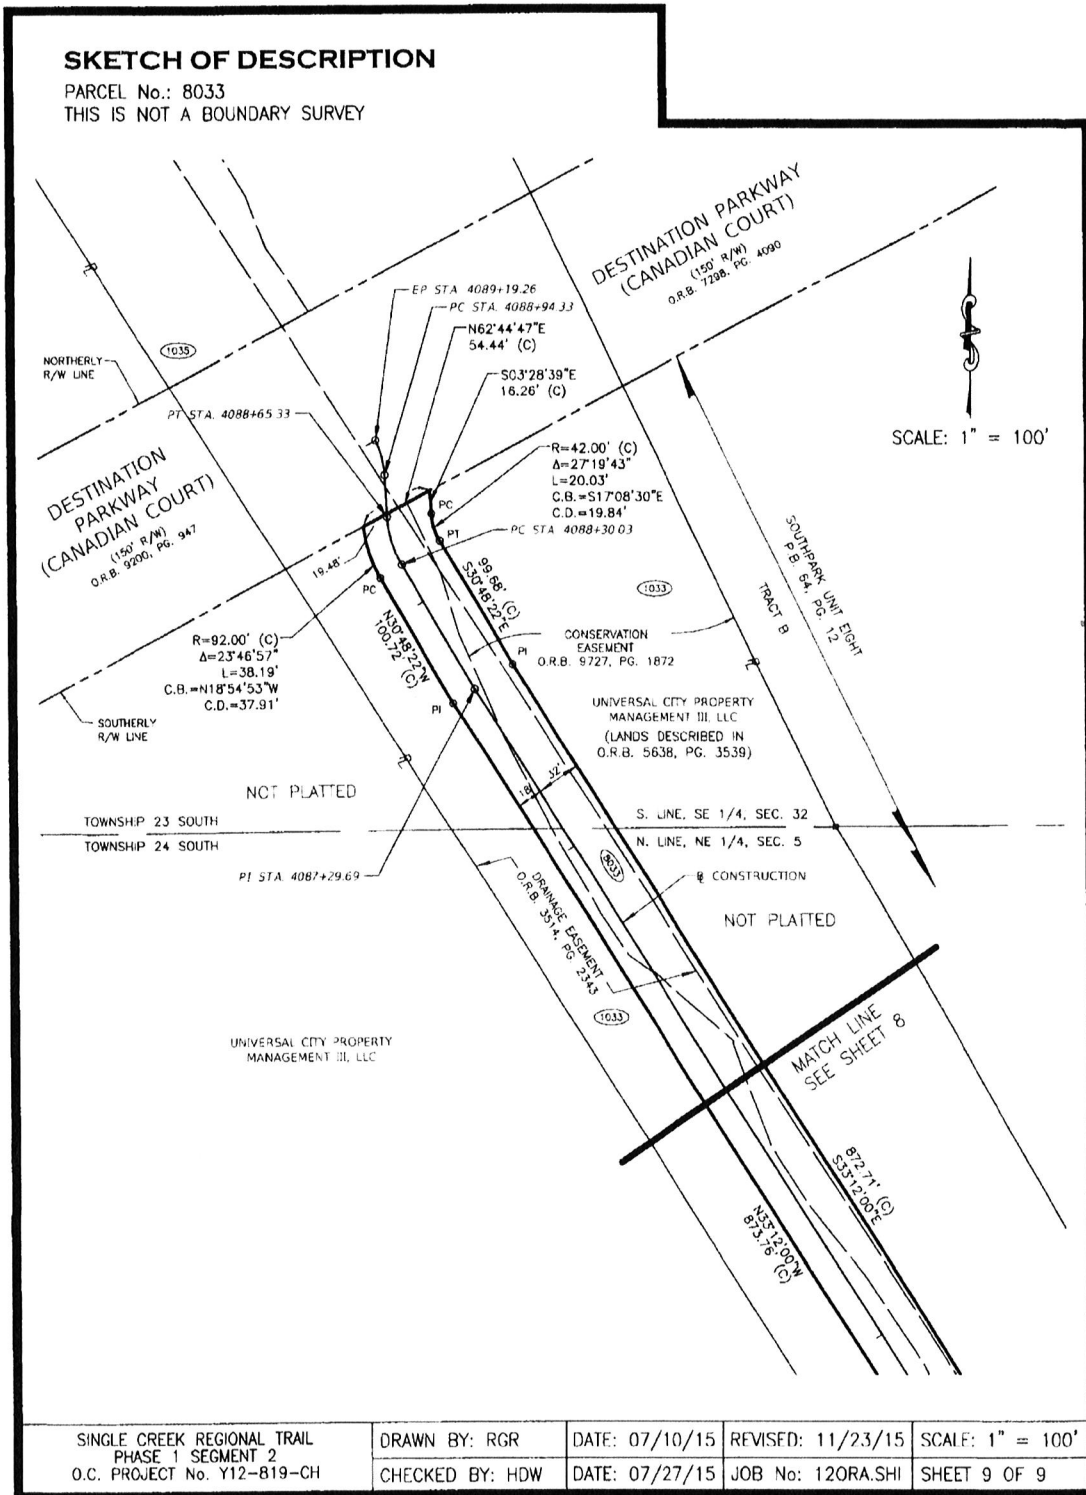 SKETCH OF DESCRIPTION
PARCEL No.: 8033
THIS IS NOT A BOUNDARY SURVEY
DESTINATION PARKWAY
(CANADIAN COURT)
(150' R/W)
O.R.B. 7298, PG. 4090
EP STA. 4089+19.26
PC STA. 4088+94.33
N62°44'47"E
54.44' (C)
S03°28'39"E
16.26' (C)
NORTHERLY
R/W LINE
1035
PT STA. 4088+65.33
SCALE: 1" = 100'
R=42.00' (C)
Δ=27°19'43"
L=20.03'
C.B.=S17°08'30"E
C.D.=19.84'
DESTINATION
PARKWAY
(CANADIAN COURT)
(150' R/W)
O.R.B. 9200, PG. 947
PC
PT
PC STA. 4088+30.03
19.48'
PC
99.68' (C)
S30°48'22"E
1033
SOUTHPARK UNIT EIGHT
P.B. 64, PG. 12
TRACT B
N30°48'22"W
100.72' (C)
R=92.00' (C)
Δ=23°46'57"
L=38.19'
C.B.=N18°54'53"W
C.D.=37.91'
CONSERVATION
EASEMENT
O.R.B. 9727, PG. 1872
PI
PI
SOUTHERLY
R/W LINE
UNIVERSAL CITY PROPERTY
MANAGEMENT III, LLC
(LANDS DESCRIBED IN
O.R.B. 5638, PG. 3539)
NOT PLATTED
18'
32'
TOWNSHIP 23 SOUTH
S. LINE, SE 1/4, SEC. 32
TOWNSHIP 24 SOUTH
N. LINE, NE 1/4, SEC. 5
PI STA. 4087+29.69
8033
℄ CONSTRUCTION
DRAINAGE EASEMENT
O.R.B. 3514, PG. 2343
NOT PLATTED
1033
UNIVERSAL CITY PROPERTY
MANAGEMENT III, LLC
MATCH LINE
SEE SHEET 8
872.71' (C)
S33°12'00"E
N33°12'00"W
873.76' (C)
SINGLE CREEK REGIONAL TRAIL
PHASE 1 SEGMENT 2
O.C. PROJECT No. Y12-819-CH
DRAWN BY: RGR
DATE: 07/10/15
REVISED: 11/23/15
SCALE: 1" = 100'
CHECKED BY: HDW
DATE: 07/27/15
JOB No: 12ORA.SHI
SHEET 9 OF 9